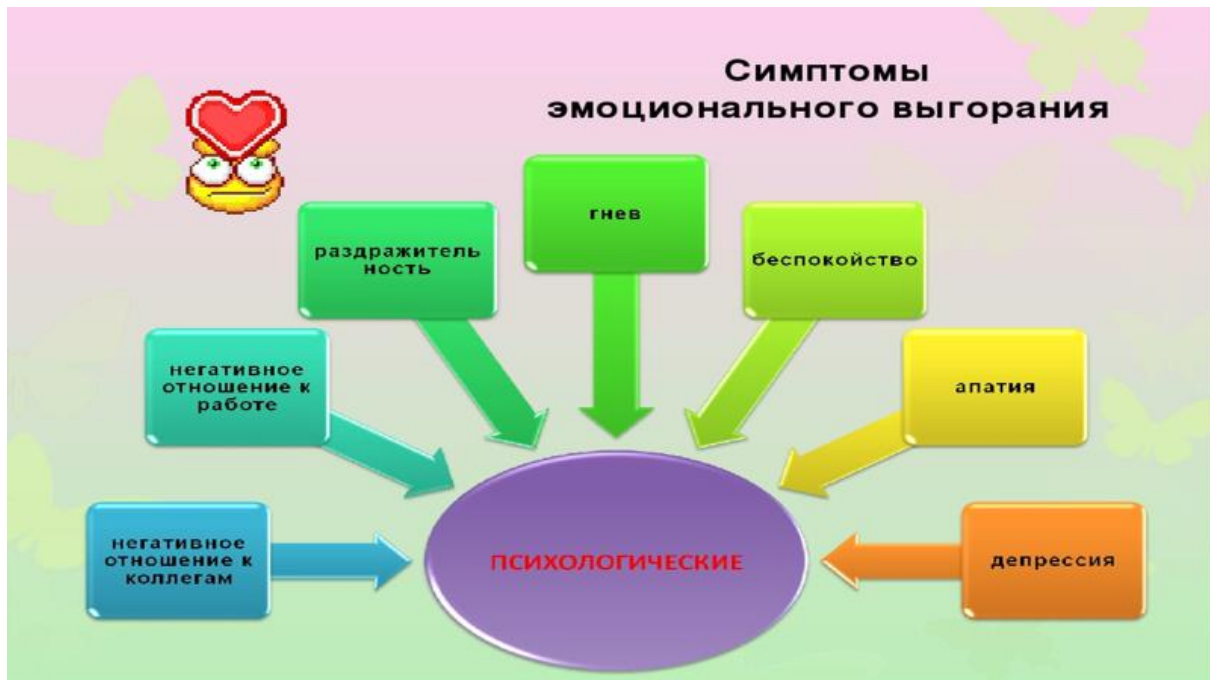 Симптомы
эмоционального выгорания
гнев
раздражитель
ность
беспокойство
негативное
отношение к
работе
апатия
негативное
отношение к
коллегам
ПСИХОЛОГИЧЕСКИЕ
депрессия